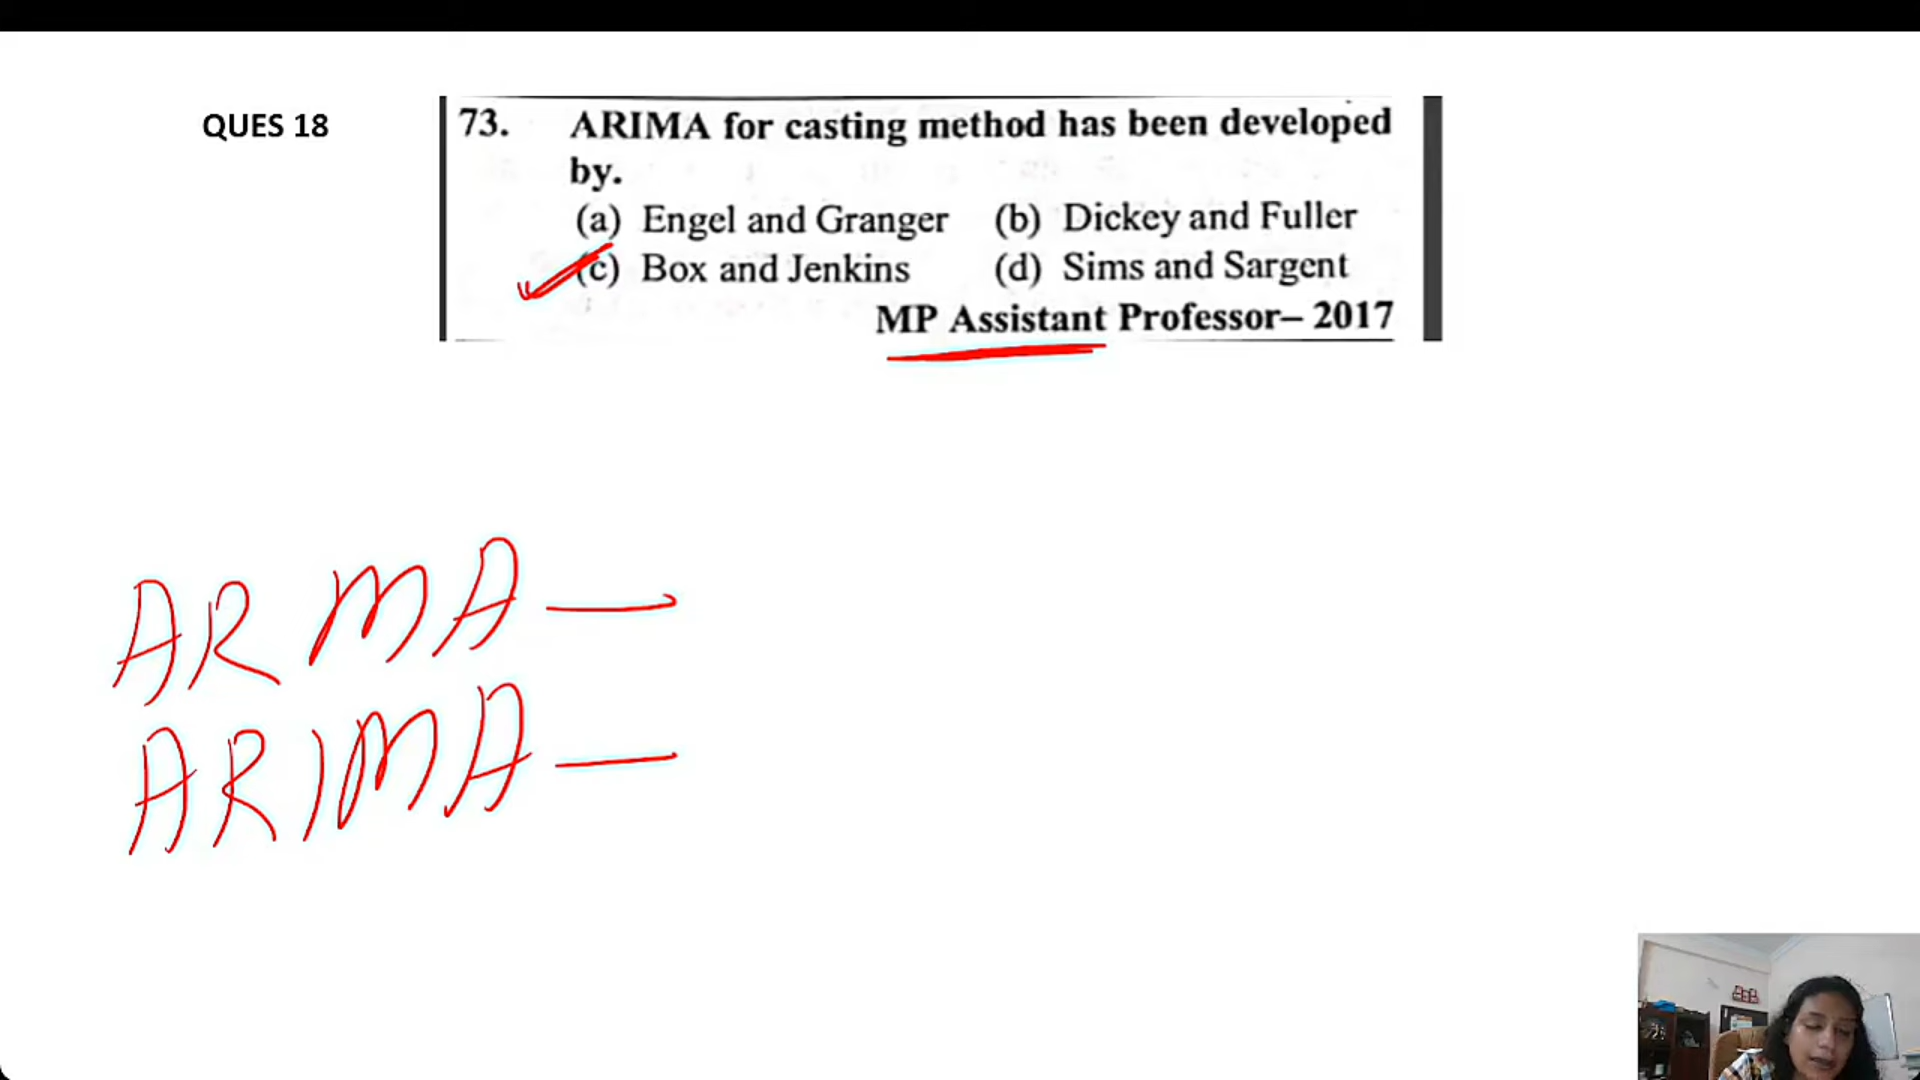 QUES 18
73. ARIMA for casting method has been developed
by.
(a) Engel and Granger (b) Dickey and Fuller
(c) Box and Jenkins (d) Sims and Sargent
MP Assistant Professor– 2017
ARMA —
ARIMA —